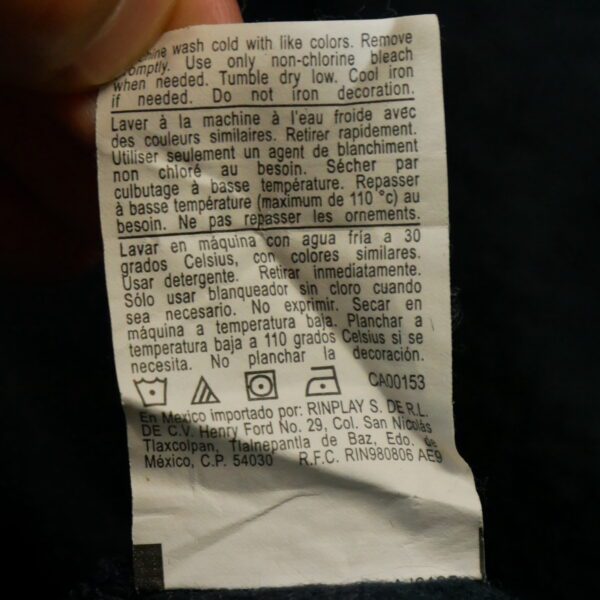 wash cold with like colors. Remove
promptly. Use only non-chlorine bleach
when needed. Tumble dry low. Cool iron
if needed. Do not iron decoration.
Laver à la machine à l'eau froide avec
des couleurs similaires. Retirer rapidement.
Utiliser seulement un agent de blanchiment
non chloré au besoin. Sécher par
culbutage à basse température. Repasser
à basse température (maximum de 110 °c) au
besoin. Ne pas repasser les ornements.
Lavar en máquina con agua fría a 30
grados Celsius, con colores similares.
Usar detergente. Retirar inmediatamente.
Sólo usar blanqueador sin cloro cuando
sea necesario. No exprimir. Secar en
máquina a temperatura baja. Planchar a
temperatura baja a 110 grados Celsius si se
necesita. No planchar la decoración.
CA00153
En Mexico importado por: RINPLAY S. DE R.L.
DE C.V. Henry Ford No. 29, Col. San Nicolás
Tlaxcolpan, Tlalnepantla de Baz, Edo. de
México, C.P. 54030 R.F.C. RIN980806 AE9